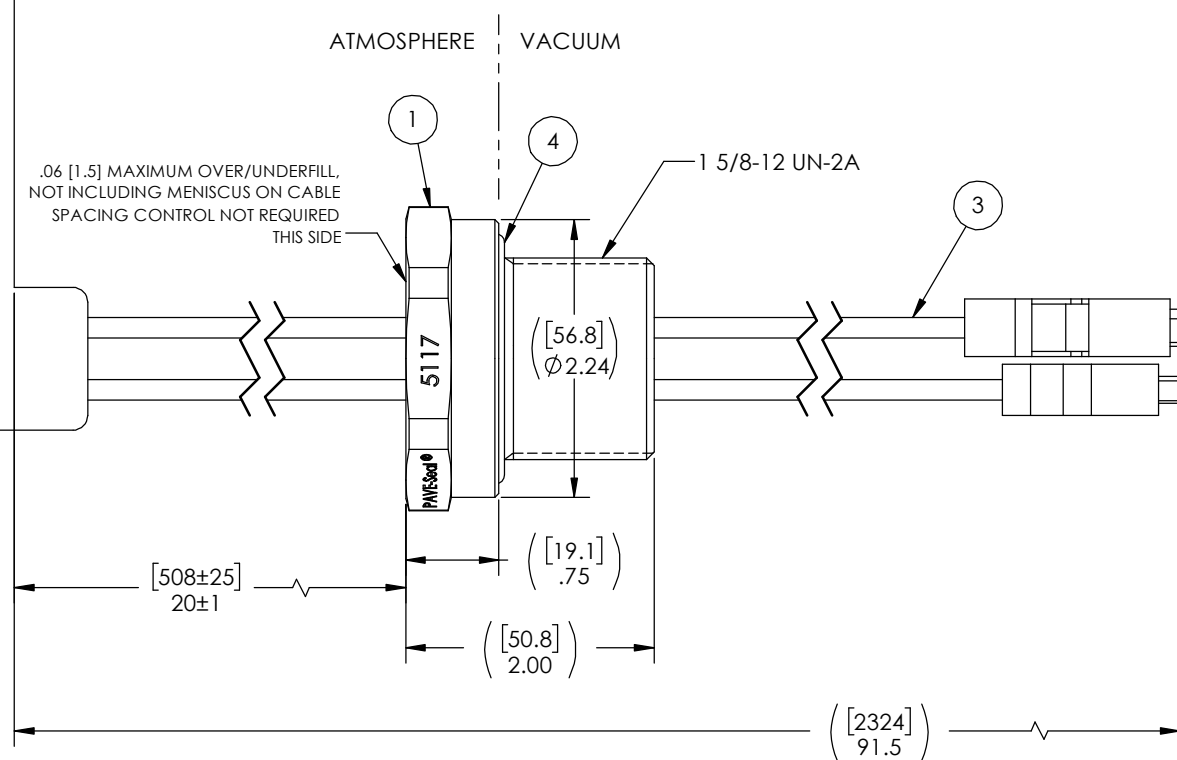 ATMOSPHERE VACUUM
1
4
1 5/8-12 UN-2A
.06 [1.5] MAXIMUM OVER/UNDERFILL,
NOT INCLUDING MENISCUS ON CABLE
SPACING CONTROL NOT REQUIRED
THIS SIDE
3
([56.8]
∅2.24)
5117
PAVE-Seal®
([19.1]
.75)
[508±25]
20±1
([50.8]
2.00)
([2324]
91.5)